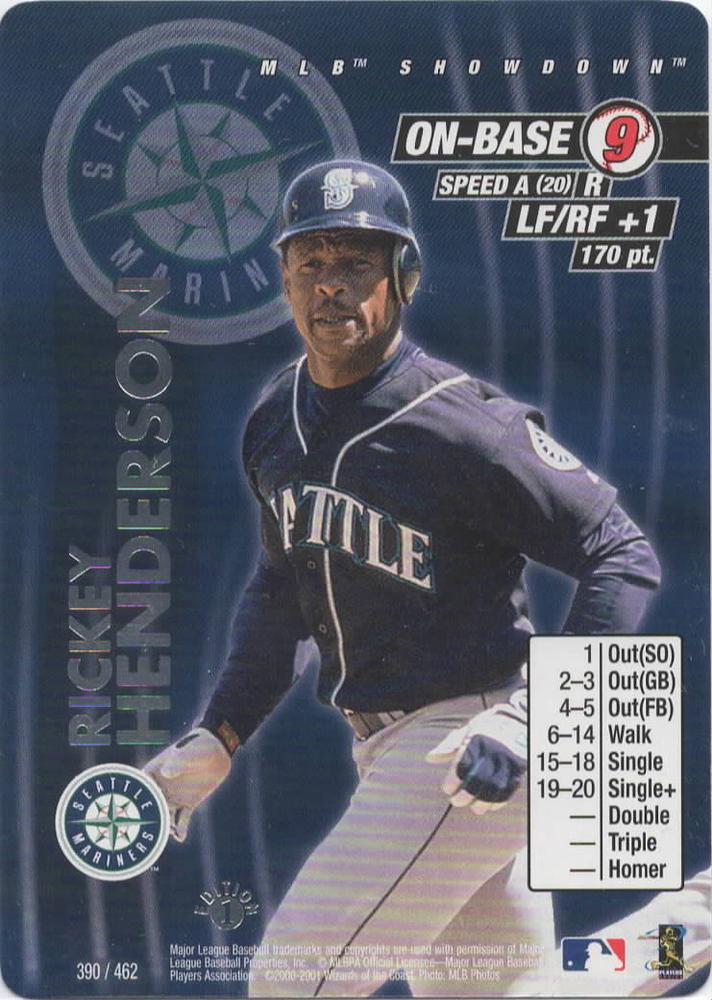 SEATTLE
MARINERS
MLB™ SHOWDOWN™
ON-BASE 9
SPEED A (20) R
LF/RF +1
170 pt.
S
SEATTLE
RICKEY
HENDERSON
1 Out(SO)
2–3 Out(GB)
4–5 Out(FB)
6–14 Walk
15–18 Single
19–20 Single+
— Double
— Triple
— Homer
SEATTLE
MARINERS
™
EDITION
1
390 / 462
Major League Baseball trademarks and copyrights are used with permission of Major
League Baseball Properties, Inc. © MLBPA Official Licensee—Major League Baseball
Players Association. ©2000-2001 Wizards of the Coast. Photo: MLB Photos
PLAYERS